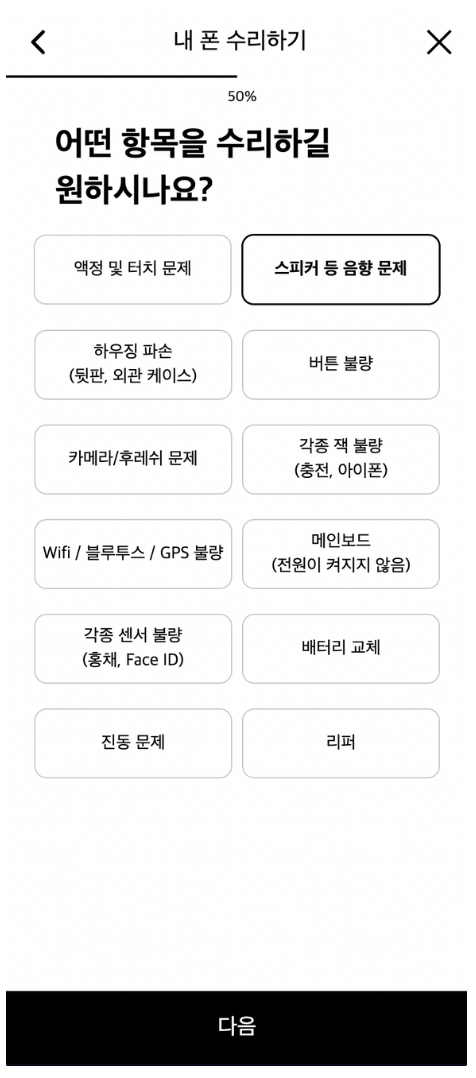 내 폰 수리하기
50%
어떤 항목을 수리하길
원하시나요?
액정 및 터치 문제
스피커 등 음향 문제
하우징 파손
(뒷판, 외관 케이스)
버튼 불량
카메라/후레쉬 문제
각종 잭 불량
(충전, 아이폰)
Wifi / 블루투스 / GPS 불량
메인보드
(전원이 켜지지 않음)
각종 센서 불량
(홍채, Face ID)
배터리 교체
진동 문제
리퍼
다음